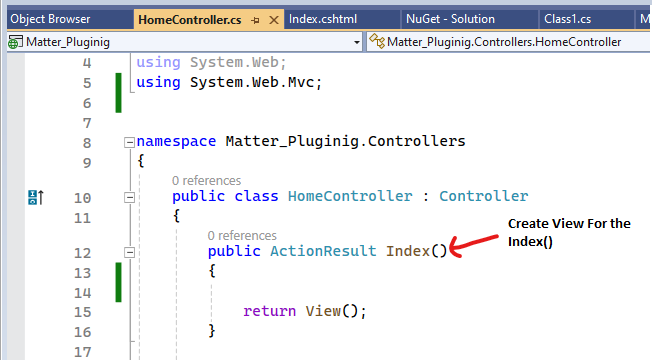 Object Browser HomeController.cs Index.cshtml NuGet - Solution Class1.cs M
Matter_Pluginig Matter_Pluginig.Controllers.HomeController
4 using System.Web;
5 using System.Web.Mvc;
6
7
8 namespace Matter_Pluginig.Controllers
9 {
0 references
10 public class HomeController : Controller
11 {
0 references
12 public ActionResult Index()
Create View For the
Index()
13 {
14
15 return View();
16 }
17